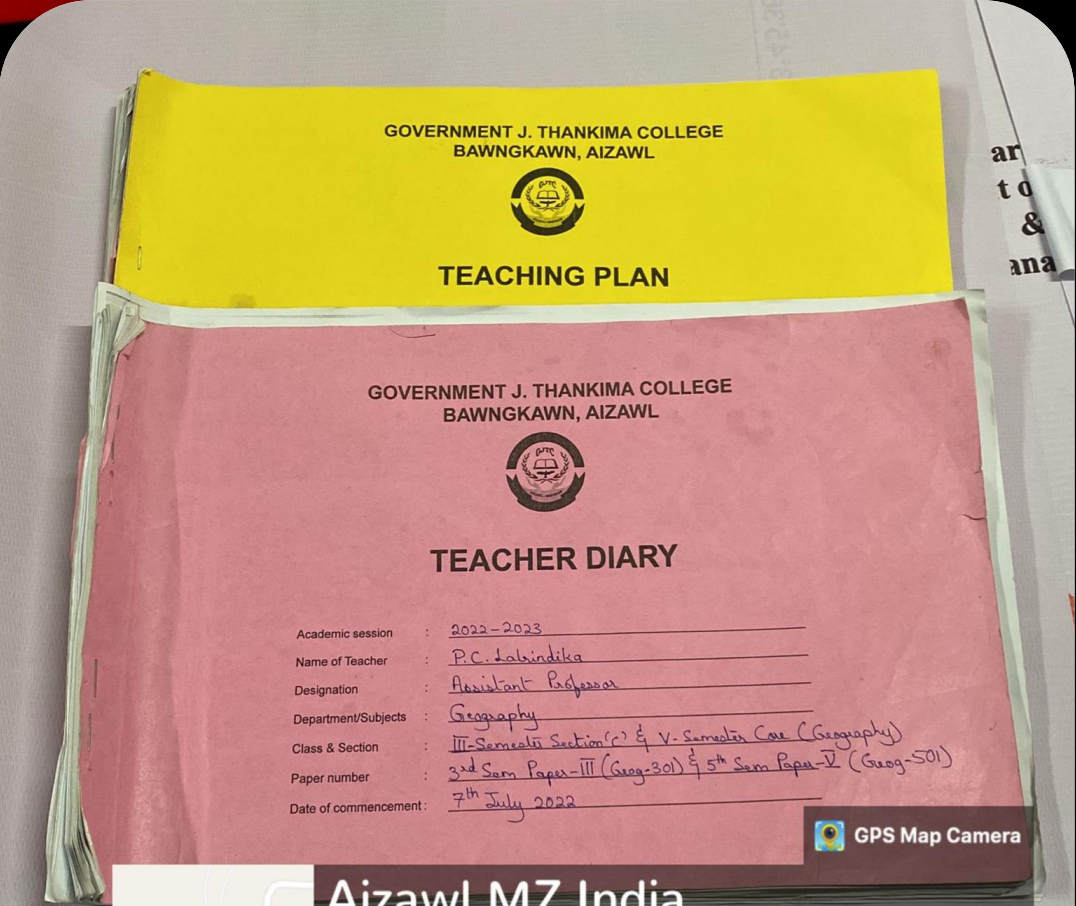 GOVERNMENT J. THANKIMA COLLEGE
BAWNGKAWN, AIZAWL
TEACHING PLAN
GOVERNMENT J. THANKIMA COLLEGE
BAWNGKAWN, AIZAWL
TEACHER DIARY
Academic session : 2022-2023
Name of Teacher : P.C. Lalrindika
Designation : Assistant Professor
Department/Subjects : Geography
Class & Section : III-Semester Section 'C' & V-Semester Core (Geography)
Paper number : 3rd Sem Paper-III (Geog-301) & 5th Sem Paper-V (Geog-501)
Date of commencement : 7th July 2022
GPS Map Camera
Aizawl MZ India